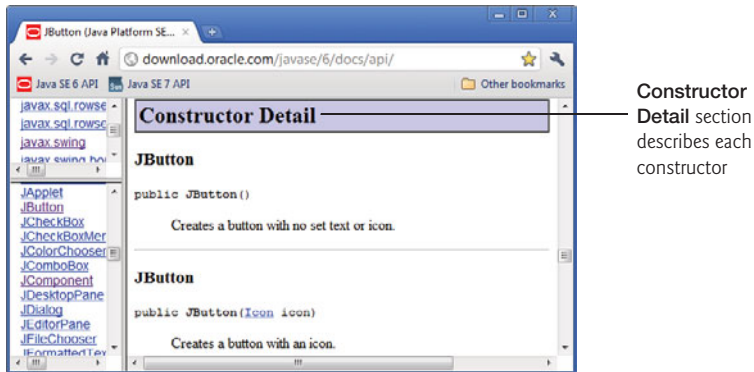 JButton (Java Platform SE...
download.oracle.com/javase/6/docs/api/
Java SE 6 API
Java SE 7 API
Other bookmarks
javax.sql.rowse
javax.sql.rowse
javax.swing
JApplet
JButton
JCheckBox
JCheckBoxMer
JColorChooser
JComboBox
JComponent
JDesktopPane
JDialog
JEditorPane
JFileChooser
JFormattedTex
Constructor Detail
JButton
public JButton()
Creates a button with no set text or icon.
JButton
public JButton(Icon icon)
Creates a button with an icon.
Constructor
Detail section
describes each
constructor